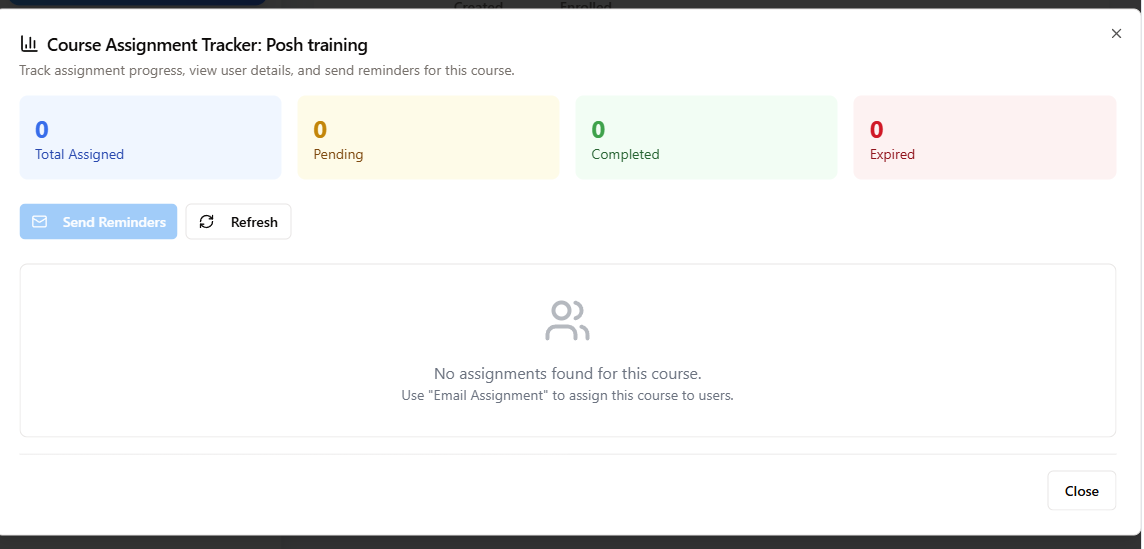 Created Enrolled
Course Assignment Tracker: Posh training
Track assignment progress, view user details, and send reminders for this course.
0
Total Assigned
0
Pending
0
Completed
0
Expired
Send Reminders
Refresh
No assignments found for this course.
Use "Email Assignment" to assign this course to users.
Close